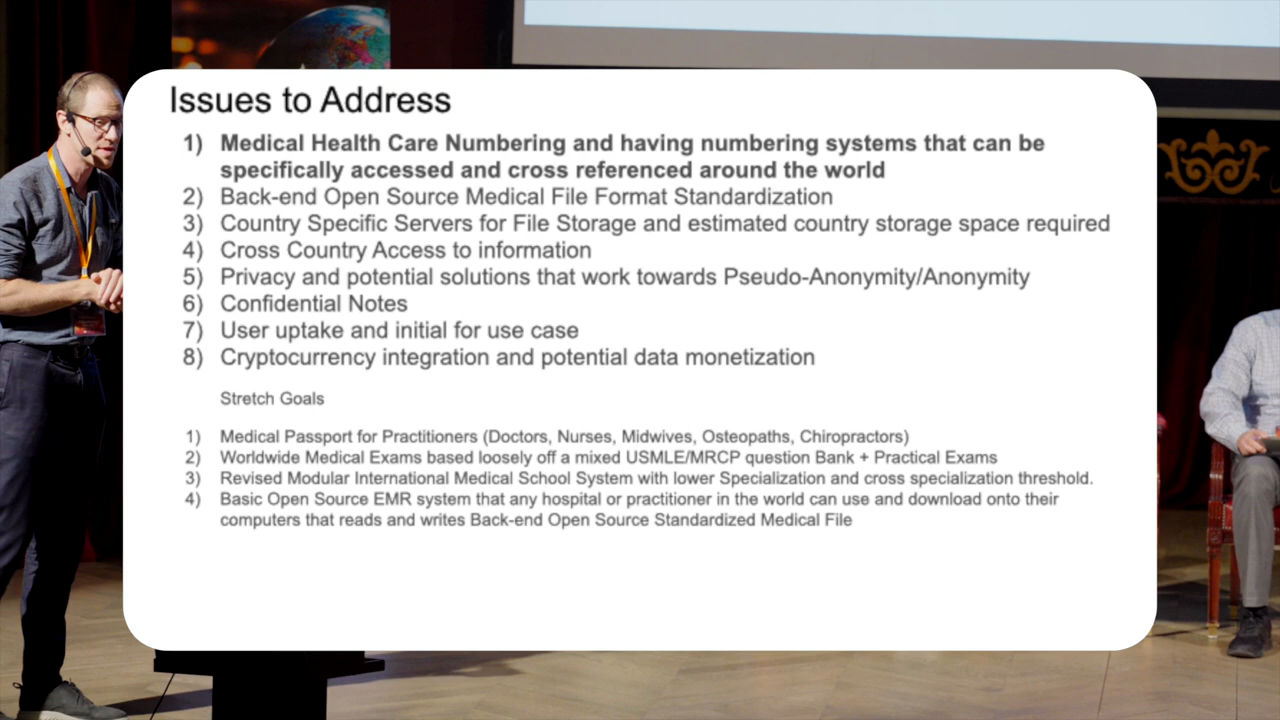 Issues to Address
1) Medical Health Care Numbering and having numbering systems that can be
specifically accessed and cross referenced around the world
2) Back-end Open Source Medical File Format Standardization
3) Country Specific Servers for File Storage and estimated country storage space required
4) Cross Country Access to information
5) Privacy and potential solutions that work towards Pseudo-Anonymity/Anonymity
6) Confidential Notes
7) User uptake and initial for use case
8) Cryptocurrency integration and potential data monetization
Stretch Goals
1) Medical Passport for Practitioners (Doctors, Nurses, Midwives, Osteopaths, Chiropractors)
2) Worldwide Medical Exams based loosely off a mixed USMLE/MRCP question Bank + Practical Exams
3) Revised Modular International Medical School System with lower Specialization and cross specialization threshold.
4) Basic Open Source EMR system that any hospital or practitioner in the world can use and download onto their
computers that reads and writes Back-end Open Source Standardized Medical File